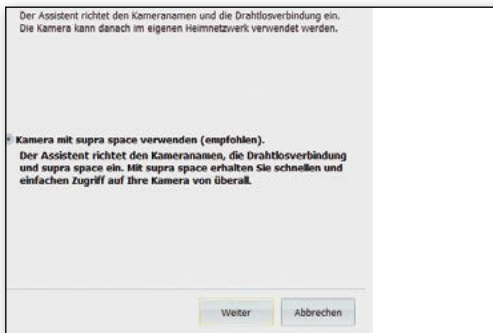 Der Assistent richtet den Kameranamen und die Drahtlosverbindung ein.
Die Kamera kann danach im eigenen Heimnetzwerk verwendet werden.
Kamera mit supra space verwenden (empfohlen).
Der Assistent richtet den Kameranamen, die Drahtlosverbindung
und supra space ein. Mit supra space erhalten Sie schnellen und
einfachen Zugriff auf Ihre Kamera von überall.
Weiter Abbrechen